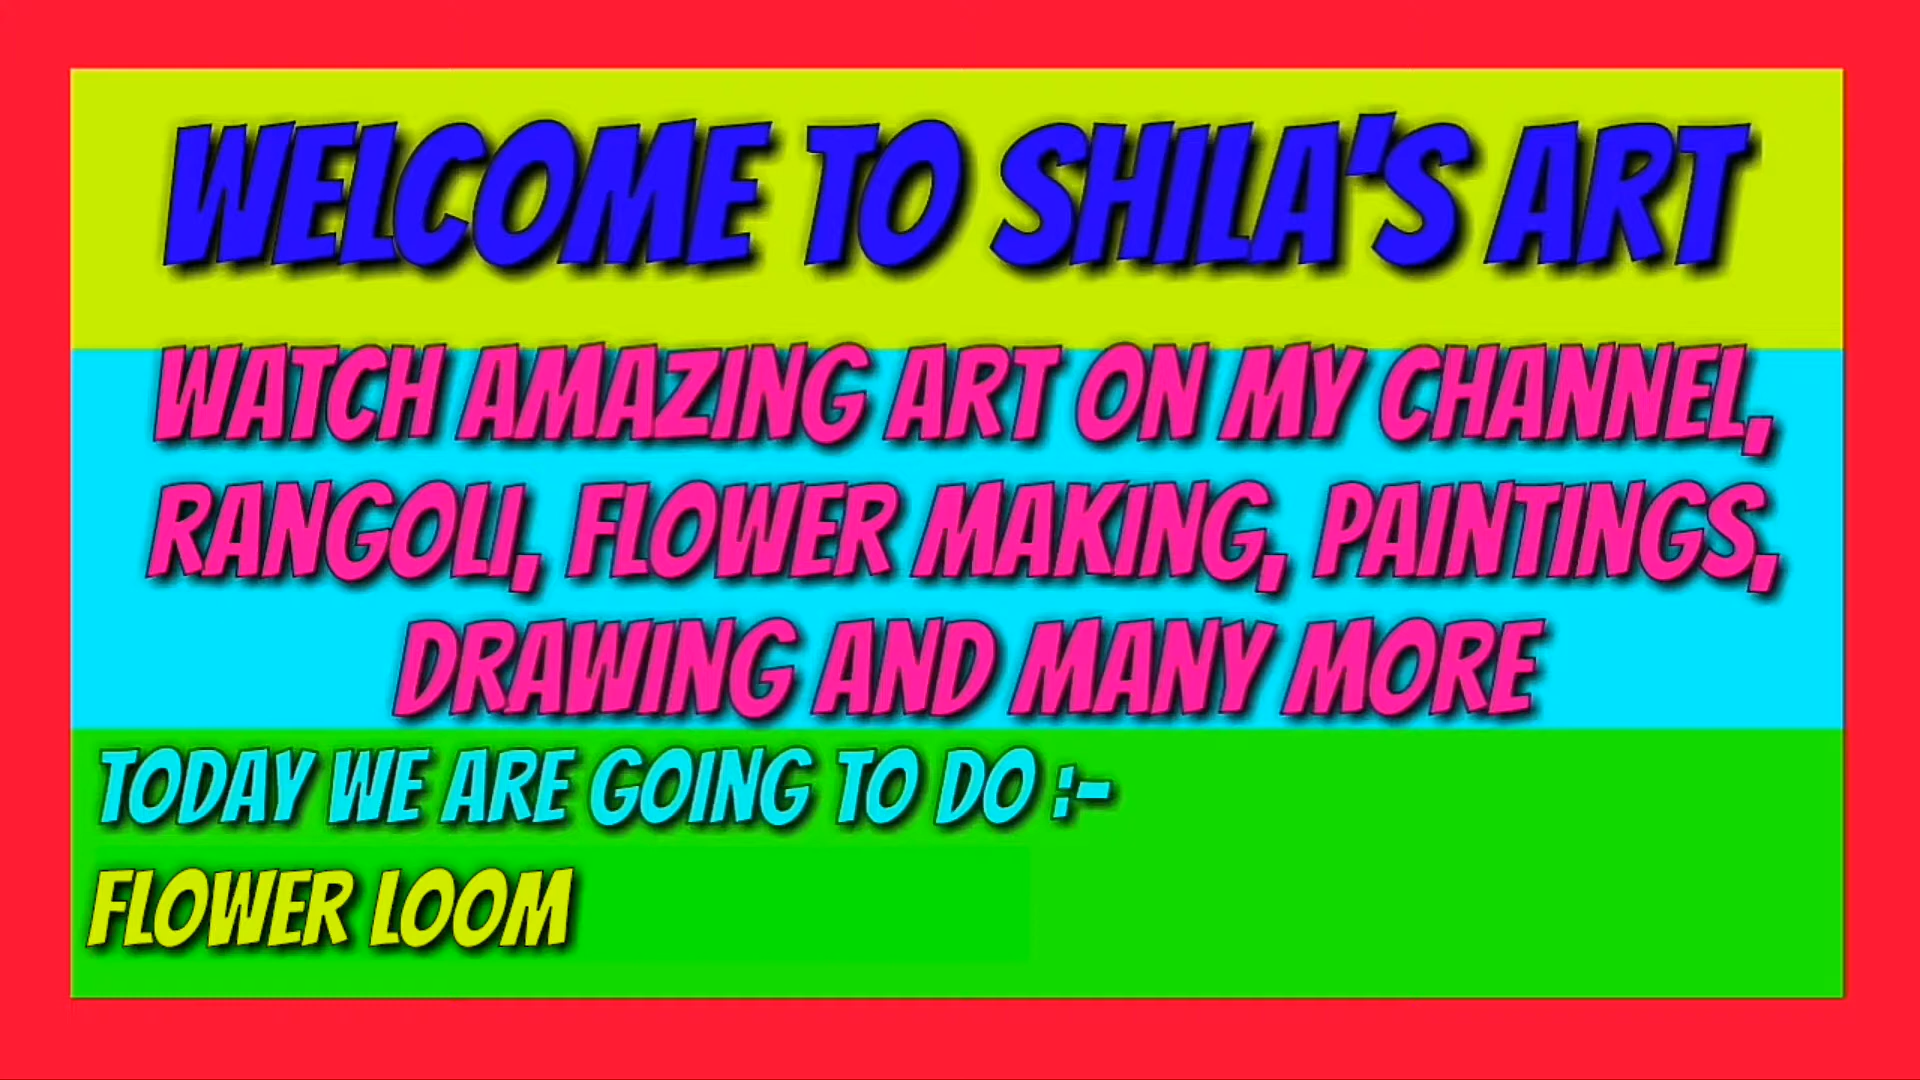 WELCOME TO SHILA'S ART
WATCH AMAZING ART ON MY CHANNEL,
RANGOLI, FLOWER MAKING, PAINTINGS,
DRAWING AND MANY MORE
TODAY WE ARE GOING TO DO :-
FLOWER LOOM